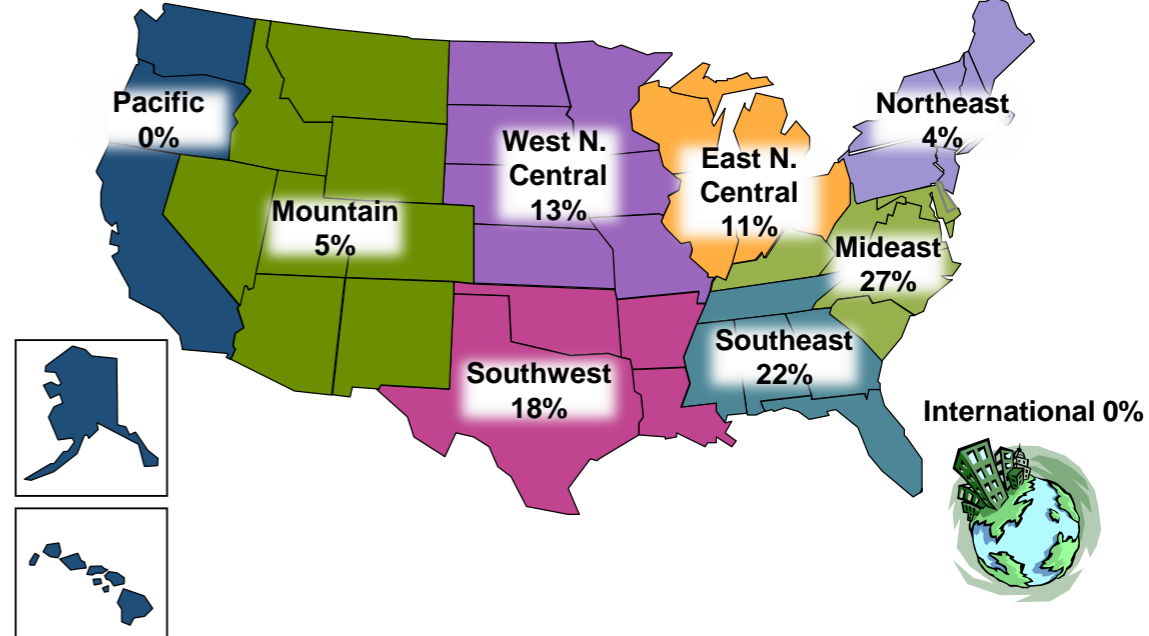 Pacific
0%
Mountain
5%
West N.
Central
13%
East N.
Central
11%
Northeast
4%
Mideast
27%
Southeast
22%
Southwest
18%
International 0%